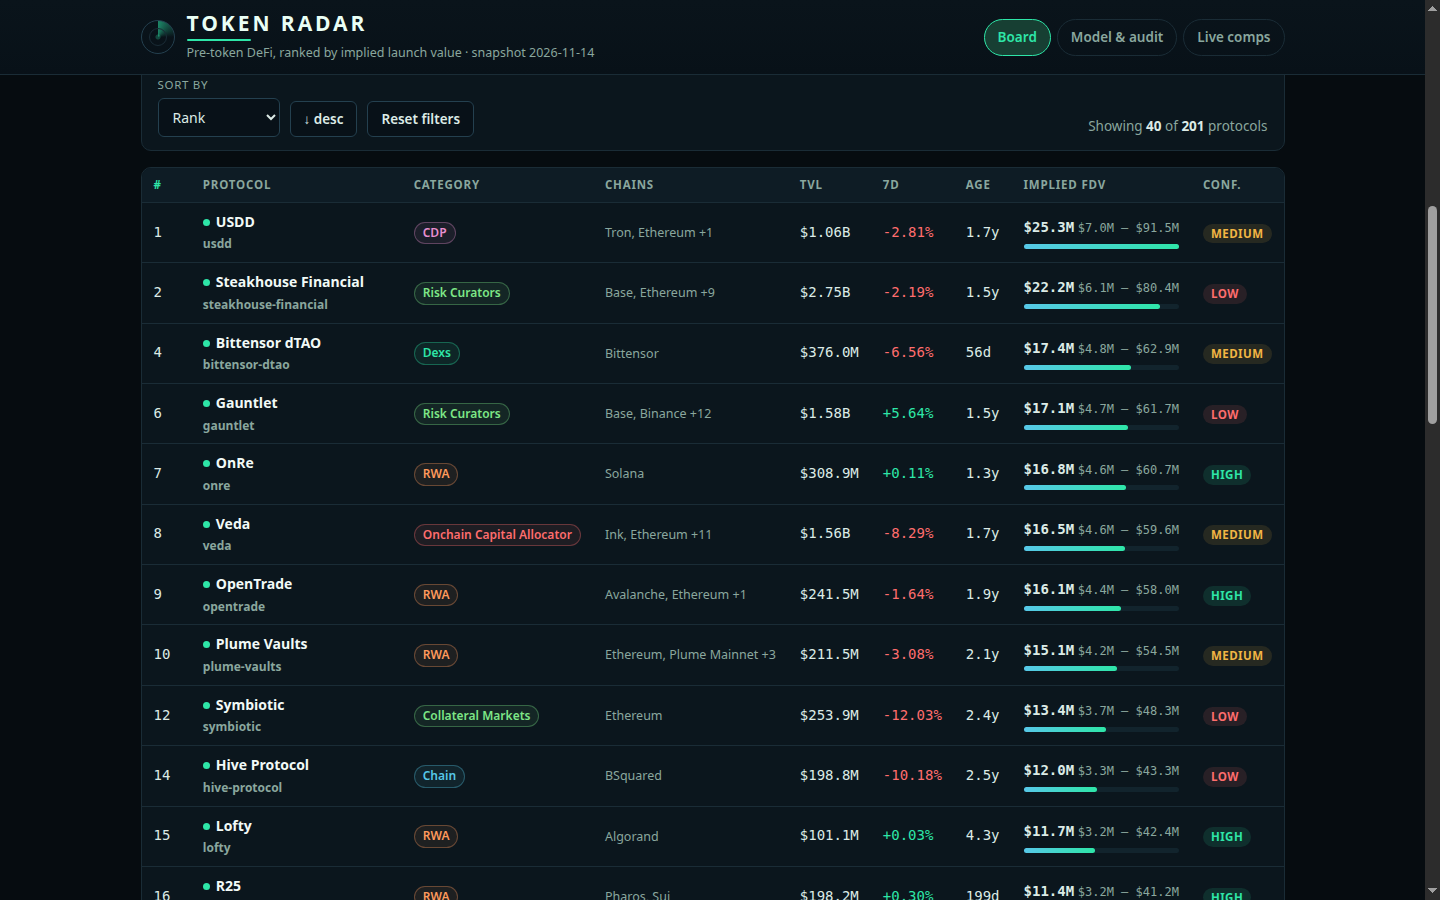 TOKEN RADAR
Pre-token DeFi, ranked by implied launch value · snapshot 2026-11-14
Board
Model & audit
Live comps
SORT BY
Rank
↓ desc
Reset filters
Showing 40 of 201 protocols
# PROTOCOL CATEGORY CHAINS TVL 7D AGE IMPLIED FDV CONF.
1 USDD CDP Tron, Ethereum +1 $1.06B -2.81% 1.7y $25.3M $7.0M — $91.5M MEDIUM
usdd
2 Steakhouse Financial Risk Curators Base, Ethereum +9 $2.75B -2.19% 1.5y $22.2M $6.1M — $80.4M LOW
steakhouse-financial
4 Bittensor dTAO Dexs Bittensor $376.0M -6.56% 56d $17.4M $4.8M — $62.9M MEDIUM
bittensor-dtao
6 Gauntlet Risk Curators Base, Binance +12 $1.58B +5.64% 1.5y $17.1M $4.7M — $61.7M LOW
gauntlet
7 OnRe RWA Solana $308.9M +0.11% 1.3y $16.8M $4.6M — $60.7M HIGH
onre
8 Veda Onchain Capital Allocator Ink, Ethereum +11 $1.56B -8.29% 1.7y $16.5M $4.6M — $59.6M MEDIUM
veda
9 OpenTrade RWA Avalanche, Ethereum +1 $241.5M -1.64% 1.9y $16.1M $4.4M — $58.0M HIGH
opentrade
10 Plume Vaults RWA Ethereum, Plume Mainnet +3 $211.5M -3.08% 2.1y $15.1M $4.2M — $54.5M MEDIUM
plume-vaults
12 Symbiotic Collateral Markets Ethereum $253.9M -12.03% 2.4y $13.4M $3.7M — $48.3M LOW
symbiotic
14 Hive Protocol Chain BSquared $198.8M -10.18% 2.5y $12.0M $3.3M — $43.3M LOW
hive-protocol
15 Lofty RWA Algorand $101.1M +0.03% 4.3y $11.7M $3.2M — $42.4M HIGH
lofty
16 R25 RWA Pharos, Sui $198.2M +0.30% 199d $11.4M $3.2M — $41.2M HIGH